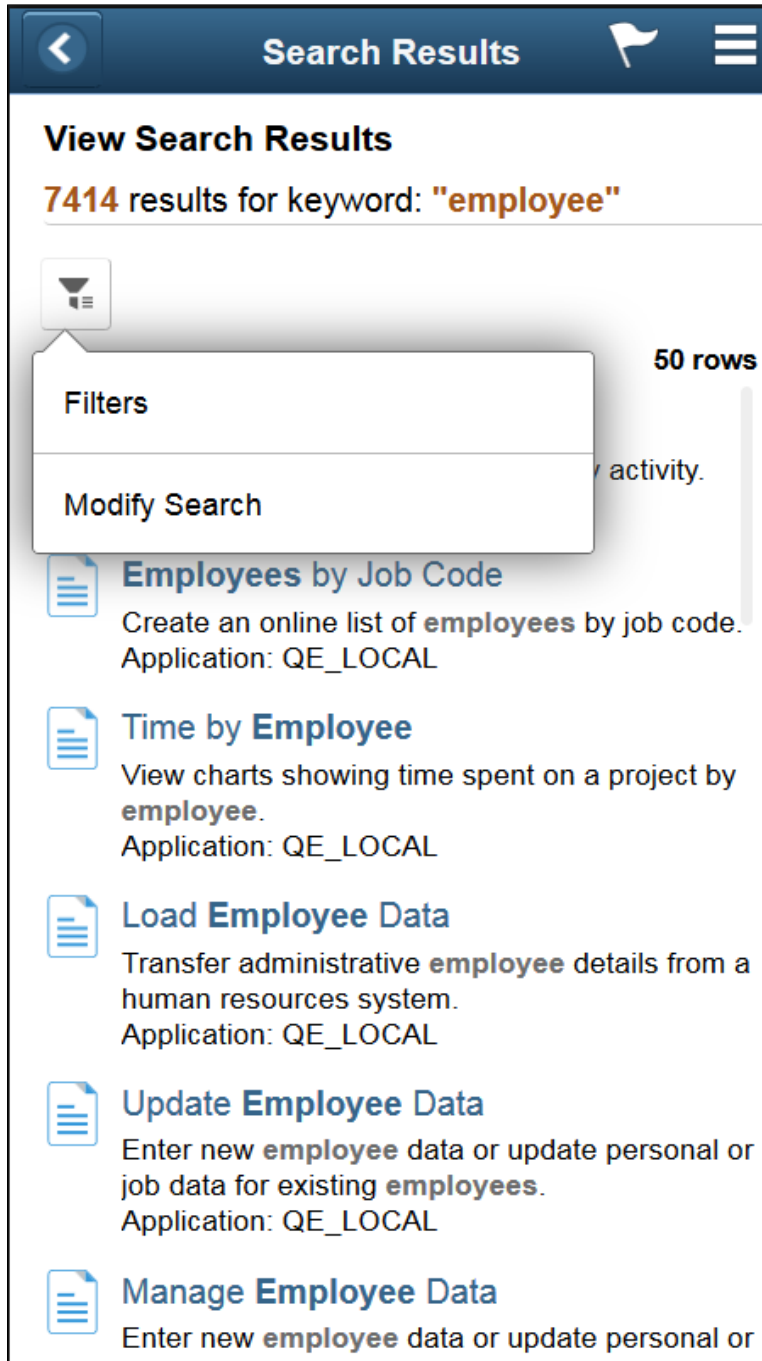 Search Results
View Search Results
7414 results for keyword: "employee"
50 rows
Filters
activity.
Modify Search
Employees by Job Code
Create an online list of employees by job code.
Application: QE_LOCAL
Time by Employee
View charts showing time spent on a project by
employee.
Application: QE_LOCAL
Load Employee Data
Transfer administrative employee details from a
human resources system.
Application: QE_LOCAL
Update Employee Data
Enter new employee data or update personal or
job data for existing employees.
Application: QE_LOCAL
Manage Employee Data
Enter new employee data or update personal or